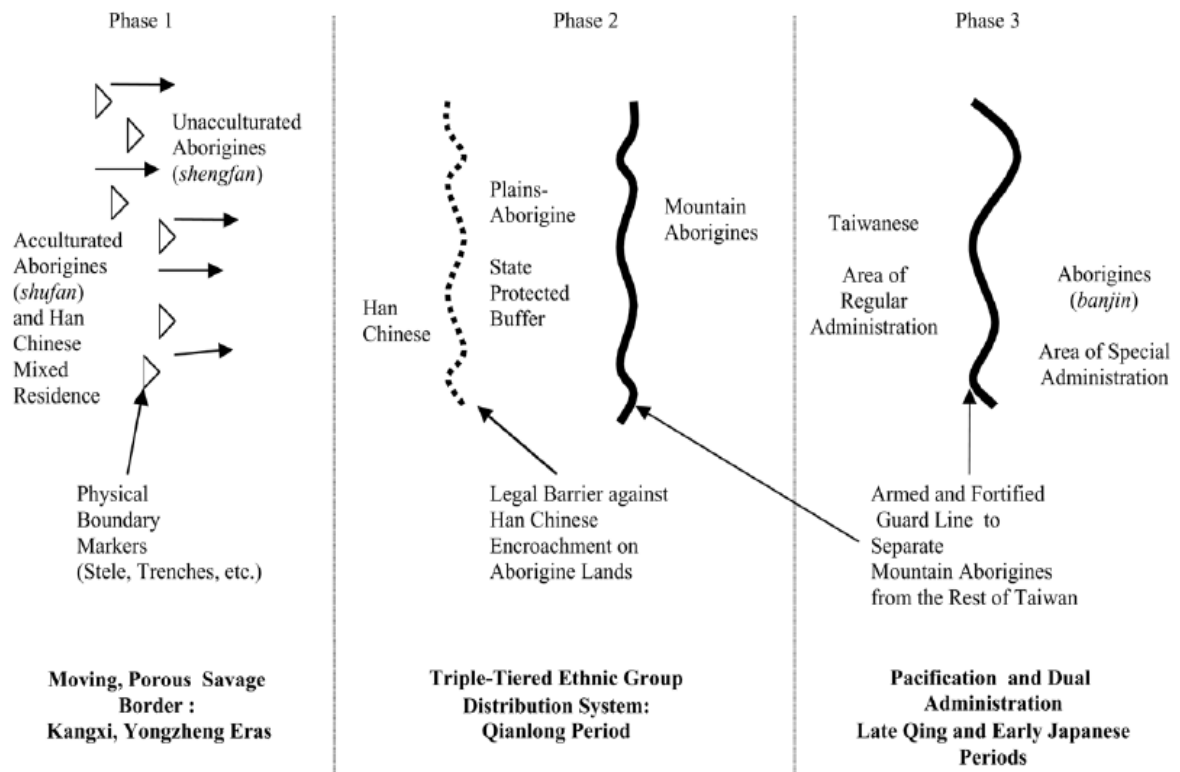 Phase 1
Unacculturated
Aborigines
(shengfan)
Acculturated
Aborigines
(shufan)
and Han
Chinese
Mixed
Residence
Physical
Boundary
Markers
(Stele, Trenches, etc.)
Moving, Porous Savage
Border :
Kangxi, Yongzheng Eras
Phase 2
Plains-
Aborigine
State
Protected
Buffer
Mountain
Aborigines
Han
Chinese
Legal Barrier against
Han Chinese
Encroachment on
Aborigine Lands
Triple-Tiered Ethnic Group
Distribution System:
Qianlong Period
Phase 3
Taiwanese
Area of
Regular
Administration
Aborigines
(banjin)
Area of Special
Administration
Armed and Fortified
Guard Line to
Separate
Mountain Aborigines
from the Rest of Taiwan
Pacification and Dual
Administration
Late Qing and Early Japanese
Periods